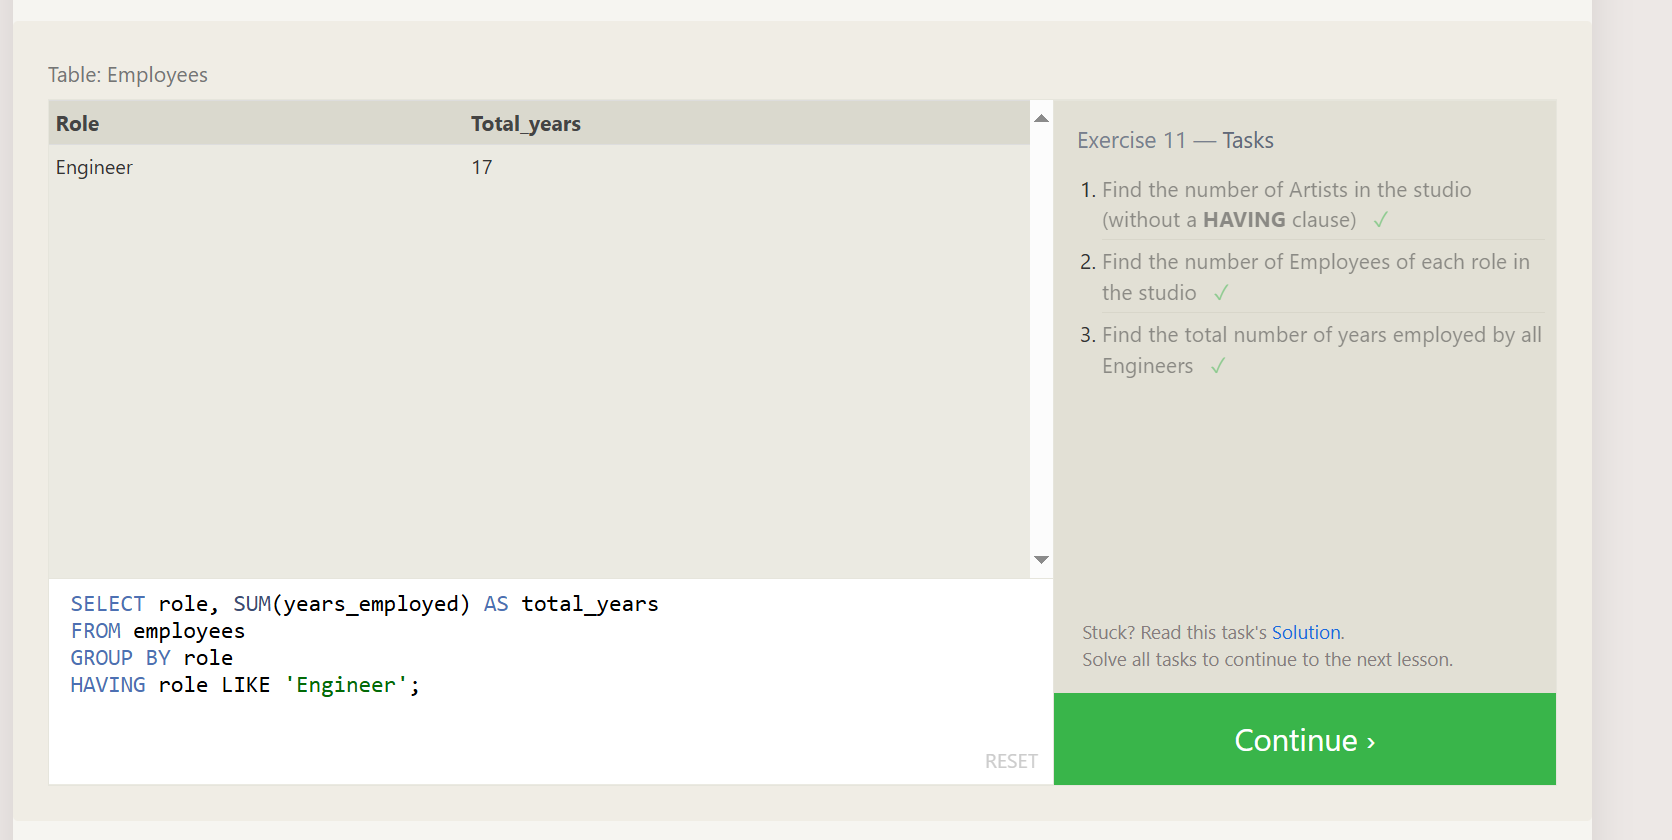 Table: Employees
Role Total_years
Engineer 17
SELECT role, SUM(years_employed) AS total_years
FROM employees
GROUP BY role
HAVING role LIKE 'Engineer';
RESET
Exercise 11 — Tasks
1. Find the number of Artists in the studio
(without a HAVING clause) ✓
2. Find the number of Employees of each role in
the studio ✓
3. Find the total number of years employed by all
Engineers ✓
Stuck? Read this task's Solution.
Solve all tasks to continue to the next lesson.
Continue ›